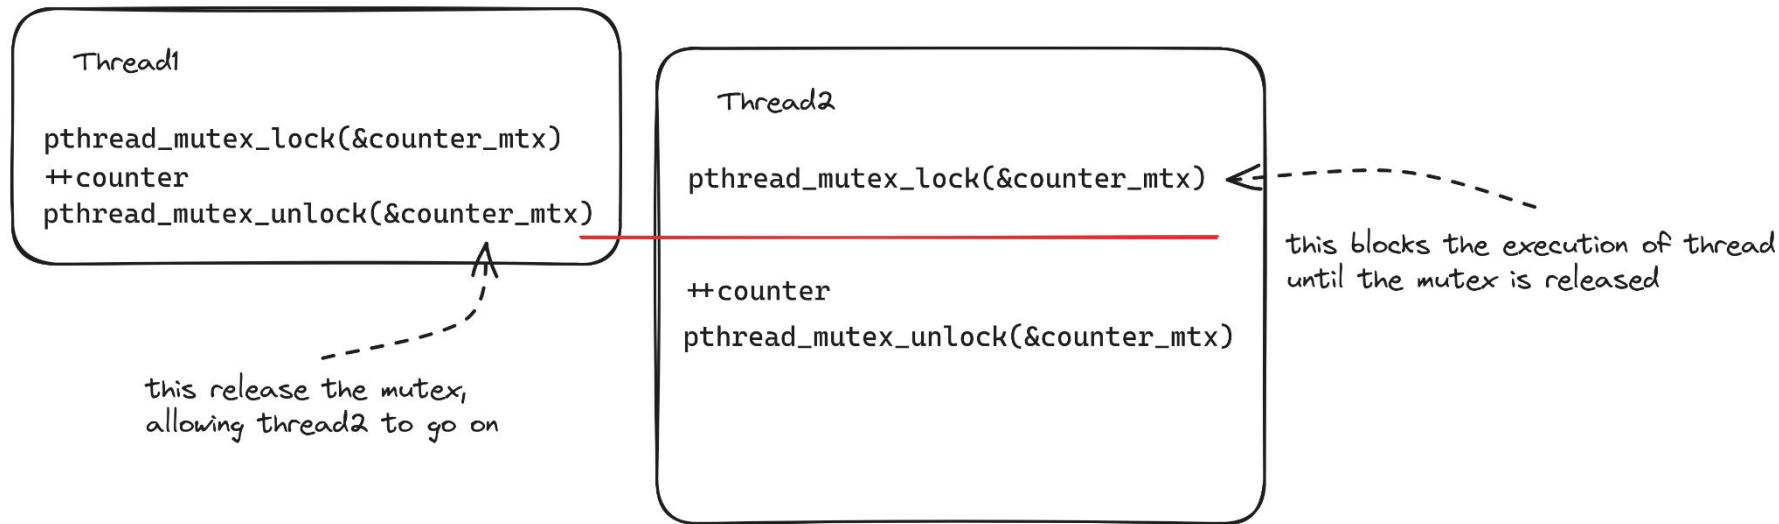 Thread1
pthread_mutex_lock(&counter_mtx)
++counter
pthread_mutex_unlock(&counter_mtx)
this release the mutex,
allowing thread2 to go on
Thread2
pthread_mutex_lock(&counter_mtx)
++counter
pthread_mutex_unlock(&counter_mtx)
this blocks the execution of thread
until the mutex is released